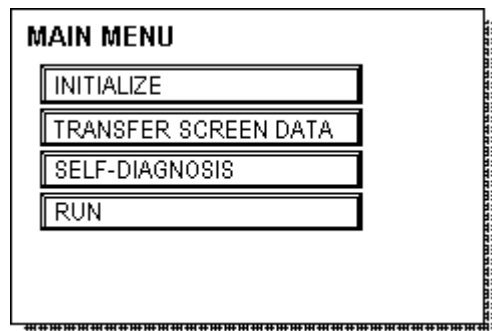 MAIN MENU
INITIALIZE
TRANSFER SCREEN DATA
SELF-DIAGNOSIS
RUN